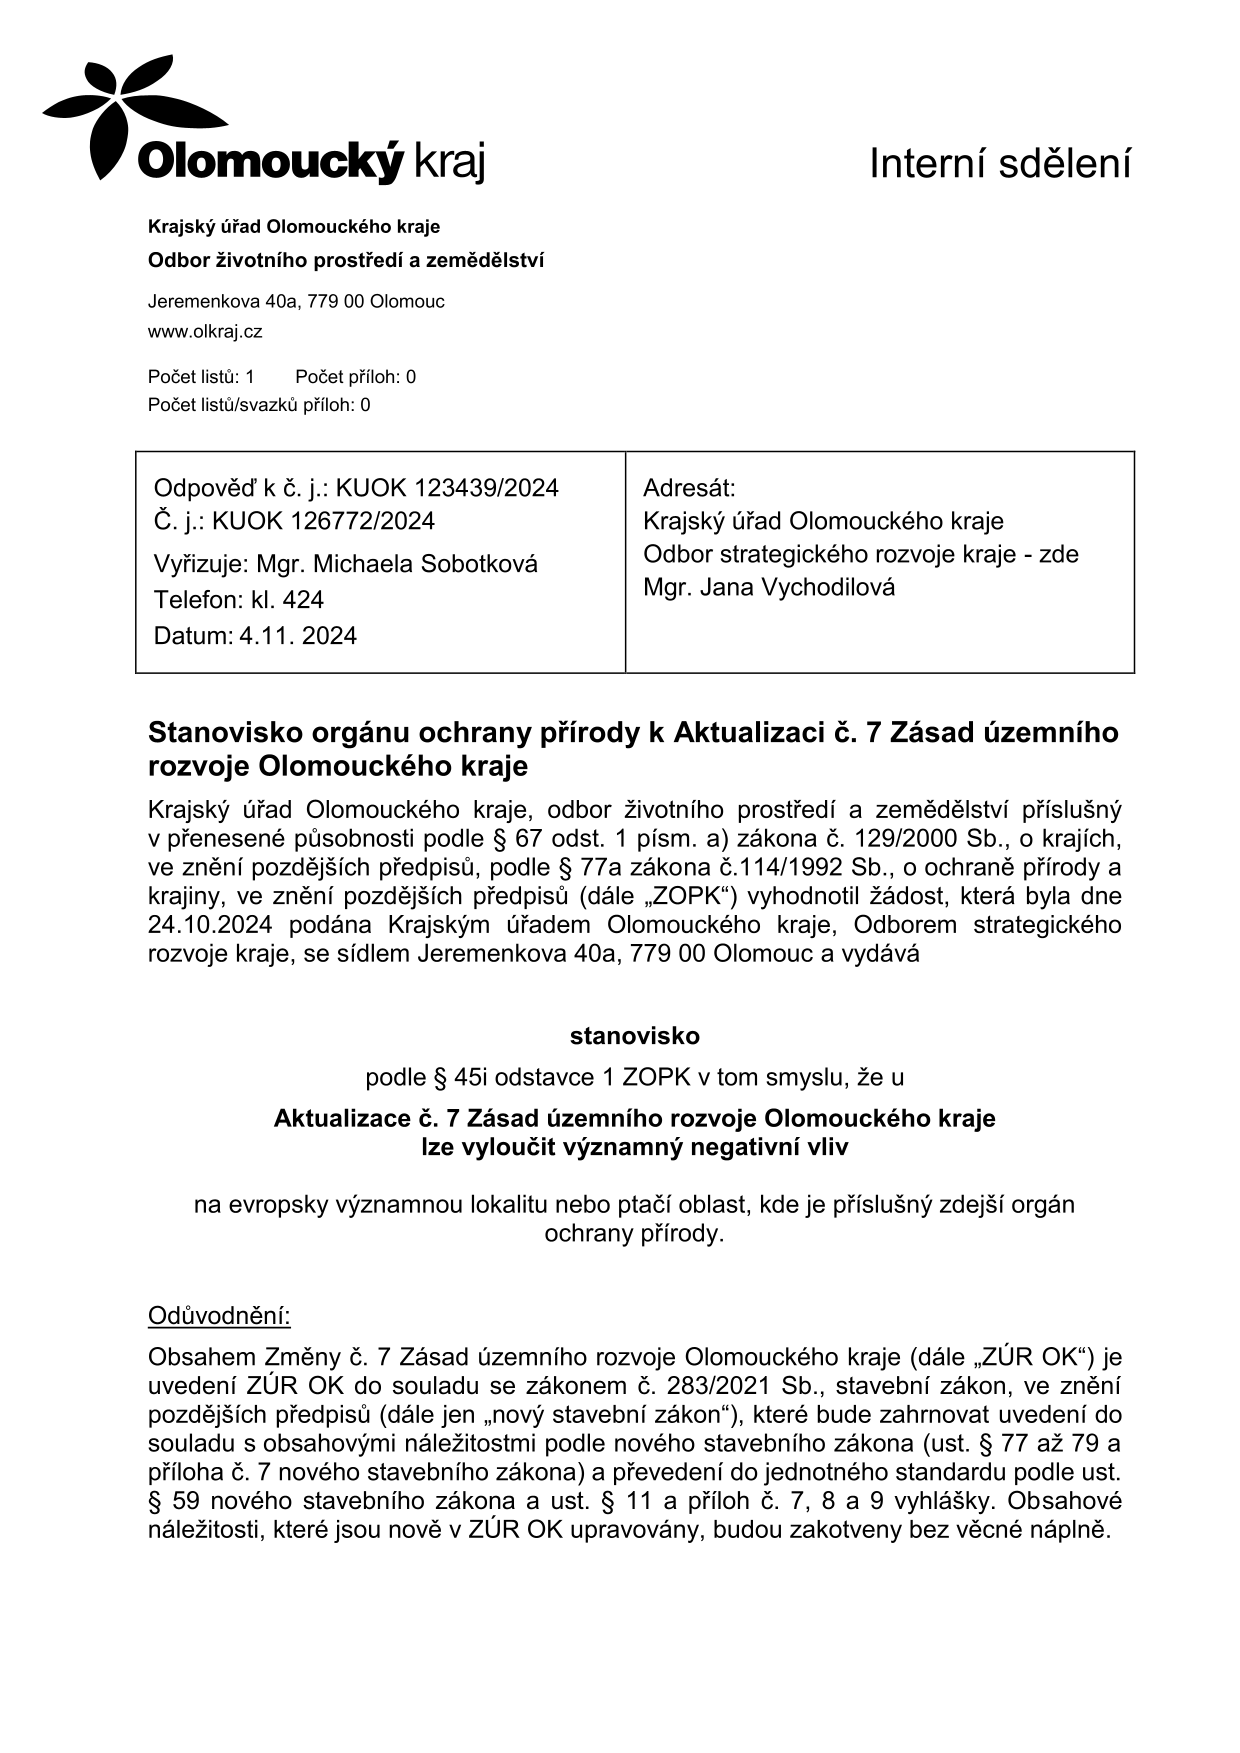 Olomoucký kraj
Interní sdělení
Krajský úřad Olomouckého kraje
Odbor životního prostředí a zemědělství
Jeremenkova 40a, 779 00 Olomouc
www.olkraj.cz
Počet listů: 1 Počet příloh: 0
Počet listů/svazků příloh: 0
Odpověď k č. j.: KUOK 123439/2024
Č. j.: KUOK 126772/2024
Vyřizuje: Mgr. Michaela Sobotková
Telefon: kl. 424
Datum: 4.11. 2024
Adresát:
Krajský úřad Olomouckého kraje
Odbor strategického rozvoje kraje - zde
Mgr. Jana Vychodilová
Stanovisko orgánu ochrany přírody k Aktualizaci č. 7 Zásad územního
rozvoje Olomouckého kraje
Krajský úřad Olomouckého kraje, odbor životního prostředí a zemědělství příslušný
v přenesené působnosti podle § 67 odst. 1 písm. a) zákona č. 129/2000 Sb., o krajích,
ve znění pozdějších předpisů, podle § 77a zákona č.114/1992 Sb., o ochraně přírody a
krajiny, ve znění pozdějších předpisů (dále „ZOPK“) vyhodnotil žádost, která byla dne
24.10.2024 podána Krajským úřadem Olomouckého kraje, Odborem strategického
rozvoje kraje, se sídlem Jeremenkova 40a, 779 00 Olomouc a vydává
stanovisko
podle § 45i odstavce 1 ZOPK v tom smyslu, že u
Aktualizace č. 7 Zásad územního rozvoje Olomouckého kraje
lze vyloučit významný negativní vliv
na evropsky významnou lokalitu nebo ptačí oblast, kde je příslušný zdejší orgán
ochrany přírody.
Odůvodnění:
Obsahem Změny č. 7 Zásad územního rozvoje Olomouckého kraje (dále „ZÚR OK“) je
uvedení ZÚR OK do souladu se zákonem č. 283/2021 Sb., stavební zákon, ve znění
pozdějších předpisů (dále jen „nový stavební zákon“), které bude zahrnovat uvedení do
souladu s obsahovými náležitostmi podle nového stavebního zákona (ust. § 77 až 79 a
příloha č. 7 nového stavebního zákona) a převedení do jednotného standardu podle ust.
§ 59 nového stavebního zákona a ust. § 11 a příloh č. 7, 8 a 9 vyhlášky. Obsahové
náležitosti, které jsou nově v ZÚR OK upravovány, budou zakotveny bez věcné náplně.